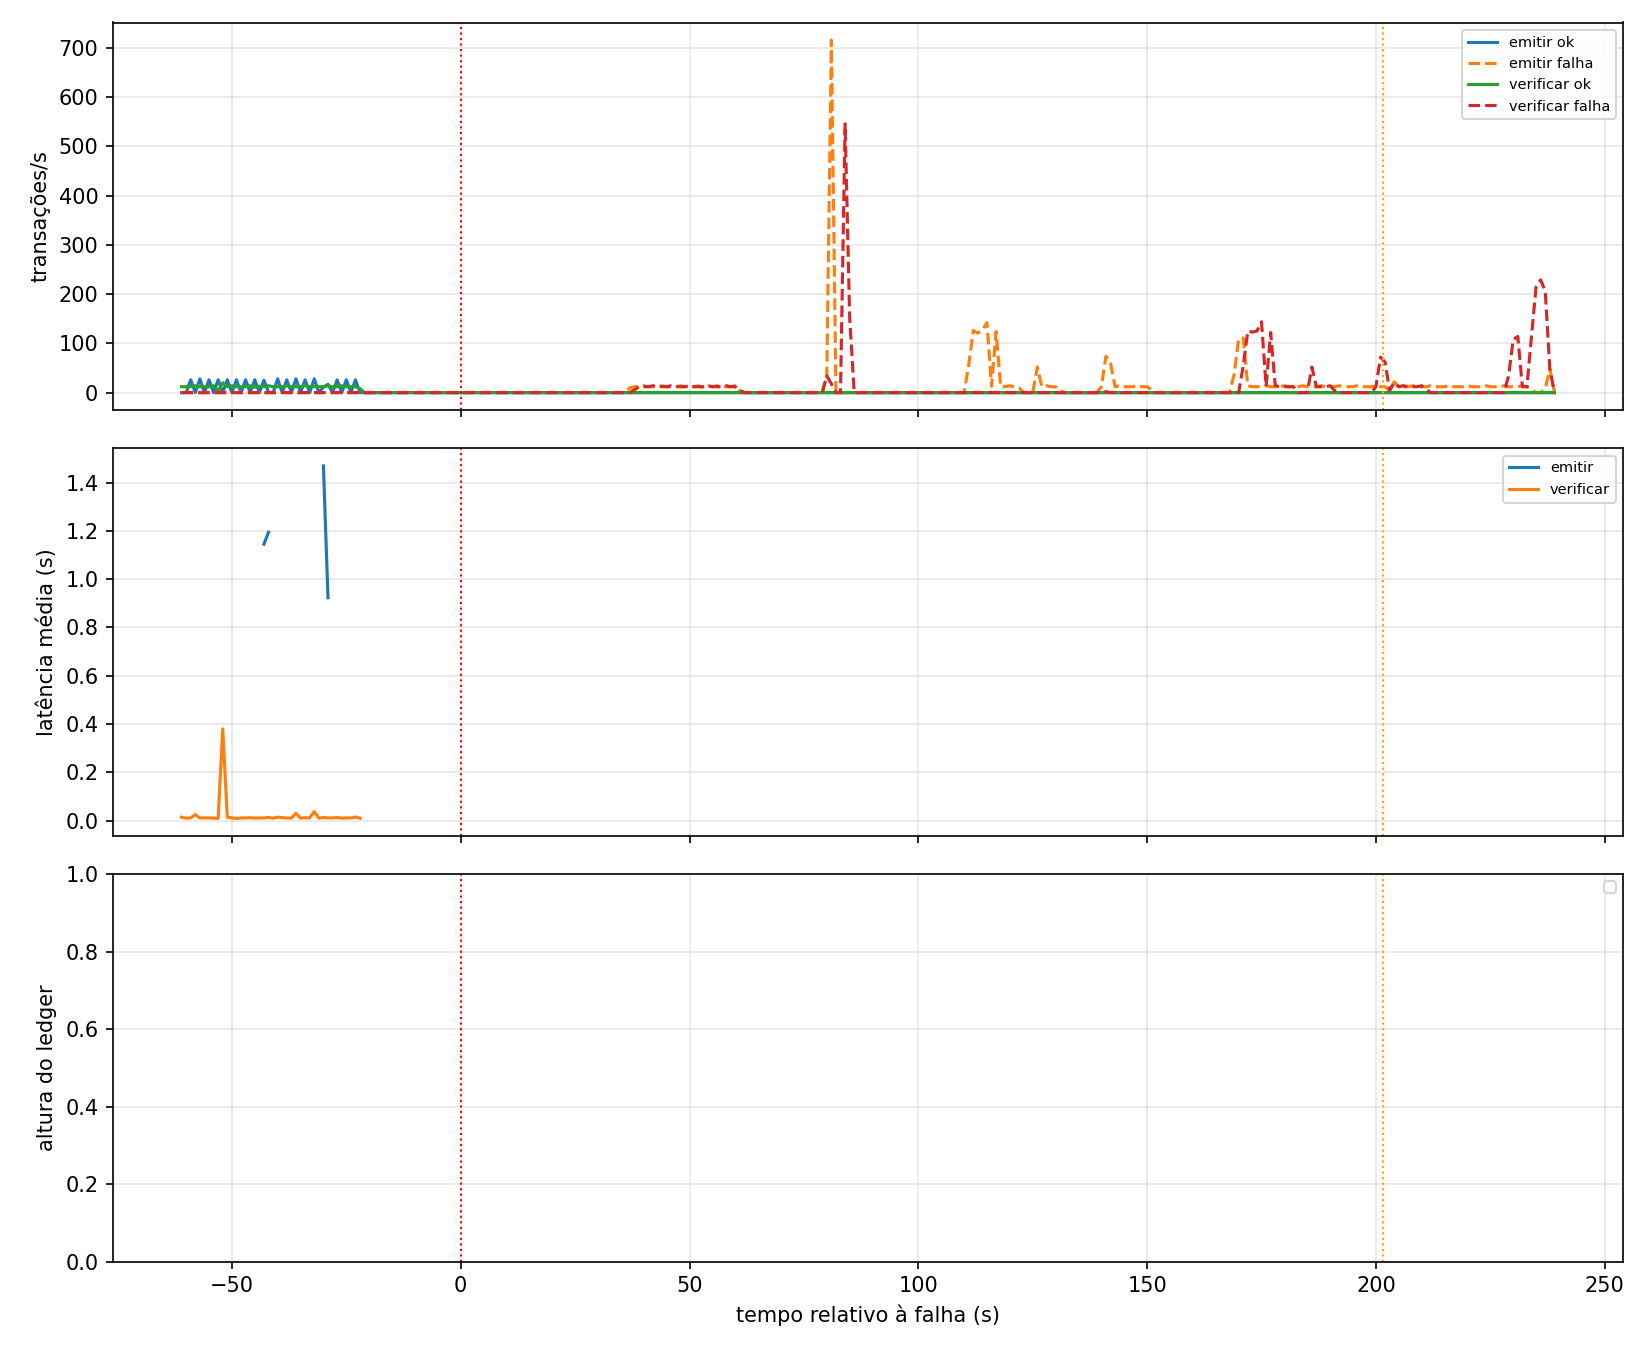 700
600
500
400
300
200
100
0
transações/s
emitir ok
emitir falha
verificar ok
verificar falha
1.4
1.2
1.0
0.8
0.6
0.4
0.2
0.0
latência média (s)
emitir
verificar
1.0
0.8
0.6
0.4
0.2
0.0
altura do ledger
−50 0 50 100 150 200 250
tempo relativo à falha (s)